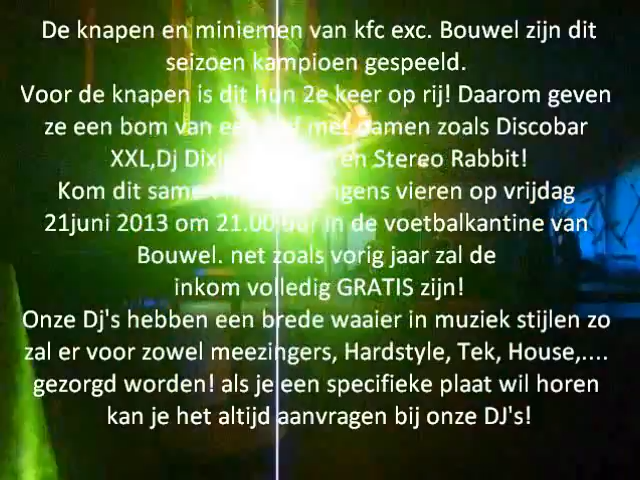 De knapen en miniemen van kfc exc. Bouwel zijn dit
seizoen kampioen gespeeld.
Voor de knapen is dit hun 2e keer op rij! Daarom geven
ze een bom van een met namen zoals Discobar
XXL,Dj en Stereo Rabbit!
Kom dit vieren op vrijdag
21juni 2013 om 21.00 uur in de voetbalkantine van
Bouwel. net zoals vorig jaar zal de
inkom volledig GRATIS zijn!
Onze Dj's hebben een brede waaier in muziek stijlen zo
zal er voor zowel meezingers, Hardstyle, Tek, House,....
gezorgd worden! als je een specifieke plaat wil horen
kan je het altijd aanvragen bij onze DJ's!